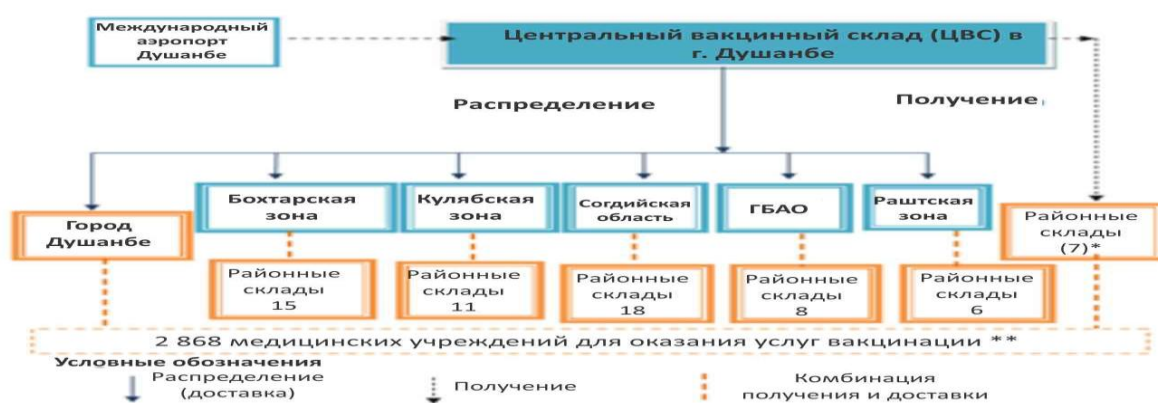 Международный
аэропорт
Душанбе
Центральный вакцинный склад (ЦВС) в
г. Душанбе
Распределение
Получение
Город
Душанбе
Бохтарская
зона
Кулябская
зона
Согдийская
область
ГБАО
Раштская
зона
Районные
склады
(7)*
Районные
склады
15
Районные
склады
11
Районные
склады
18
Районные
склады
8
Районные
склады
6
2 868 медицинских учреждений для оказания услуг вакцинации **
Условные обозначения
Распределение
(доставка)
Получение
Комбинация
получения и доставки